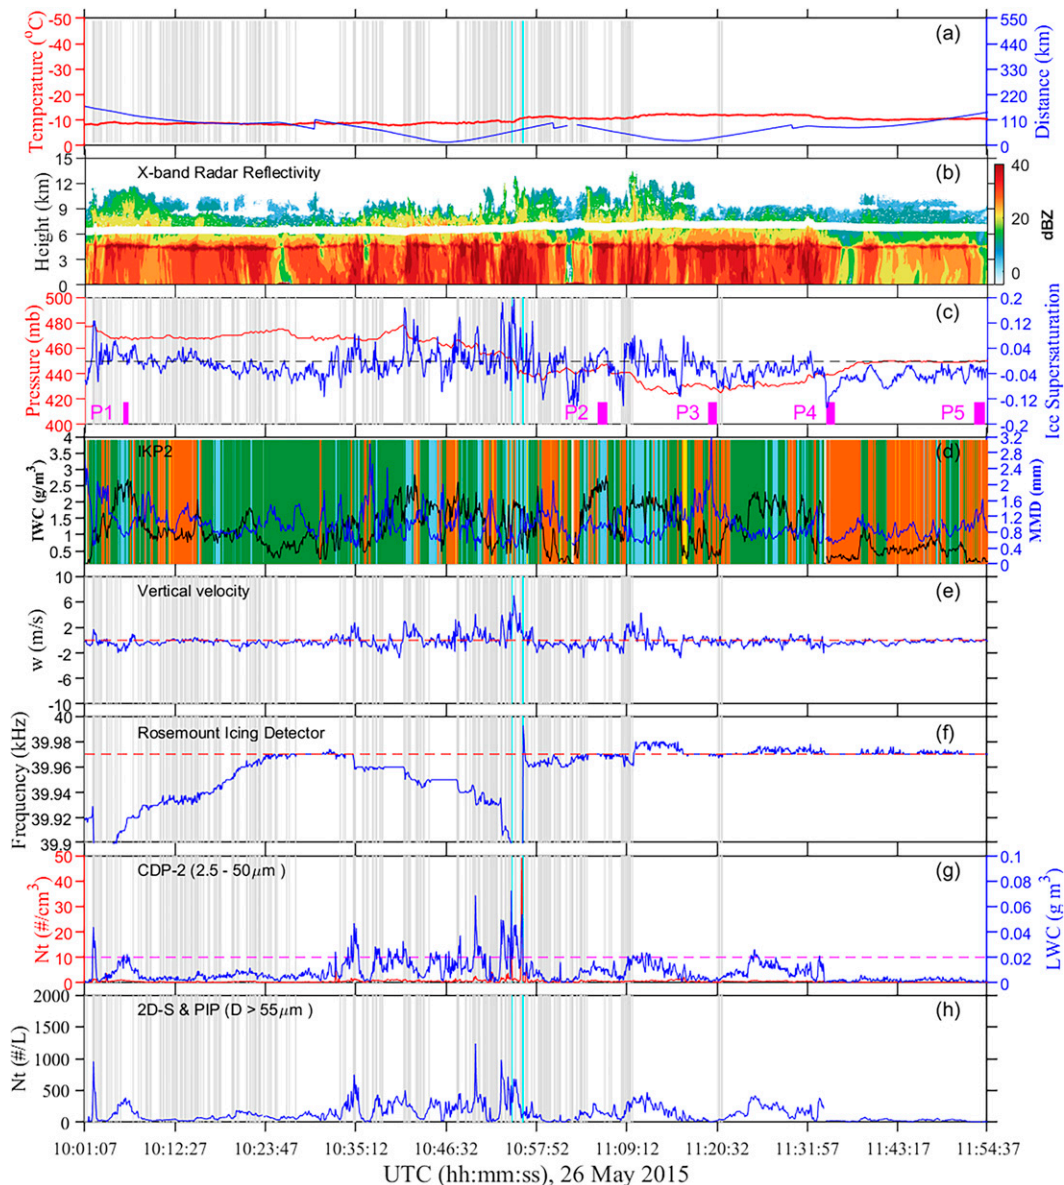 (a)
Temperature (°C)
-50
-40
-30
-20
-10
0
550
440
330
220
110
0
Distance (km)
X-band Radar Reflectivity
(b)
Height (km)
15
12
9
6
3
0
40
20
0
dBZ
(c)
Pressure (mb)
500
480
460
440
420
400
0.2
0.12
0.04
-0.04
-0.12
-0.2
Ice Supersaturation
P1
P2
P3
P4
P5
IKP2
(d)
IWC (g/m³)
4
3.5
3
2.5
2
1.5
1
0.5
3.2
2.8
2.4
2
1.6
1.2
0.8
0.4
0
MMD (mm)
Vertical velocity
(e)
w (m/s)
10
6
2
-2
-6
-10
Rosemount Icing Detector
(f)
Frequency (kHz)
40
39.98
39.96
39.94
39.92
39.9
CDP-2 (2.5 - 50μm )
(g)
Nt (#/cm³)
50
40
30
20
10
0
0.1
0.08
0.06
0.04
0.02
0
LWC (g m³)
2D-S & PIP (D > 55μm )
(h)
Nt (#/L)
2000
1500
1000
500
0
10:01:07 10:12:27 10:23:47 10:35:12 10:46:32 10:57:52 11:09:12 11:20:32 11:31:57 11:43:17 11:54:37
UTC (hh:mm:ss), 26 May 2015